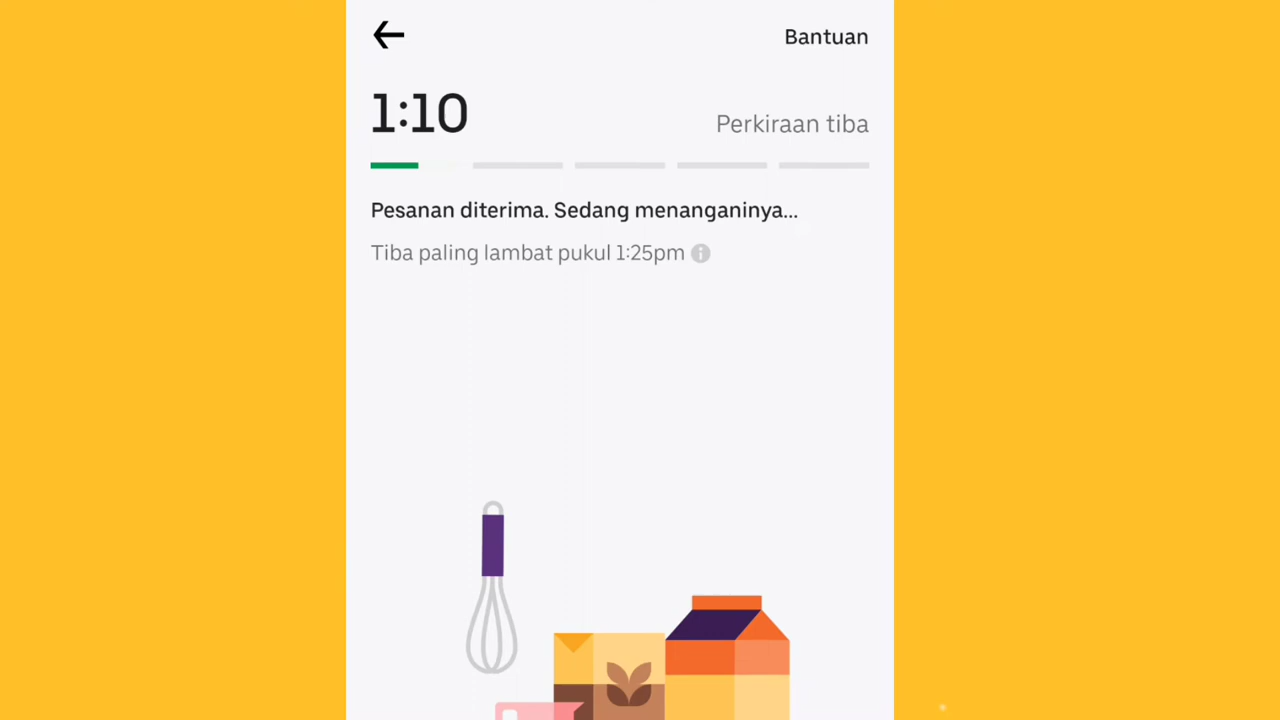 Bantuan
1:10
Perkiraan tiba
Pesanan diterima. Sedang menanganinya...
Tiba paling lambat pukul 1:25pm